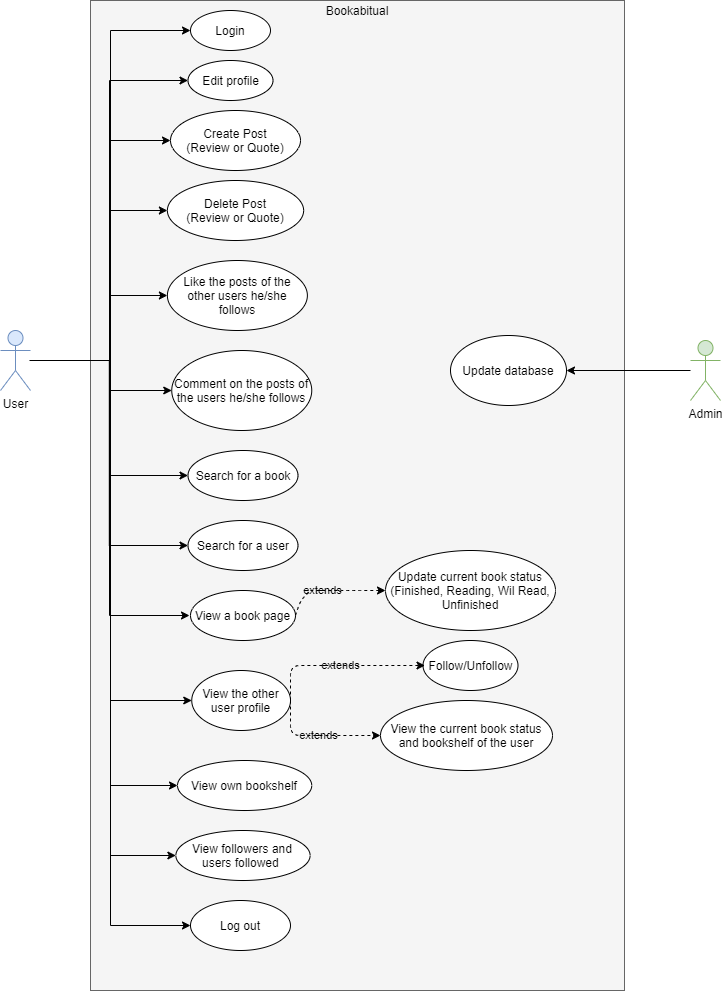 Bookabitual
Login
Edit profile
Create Post
(Review or Quote)
Delete Post
(Review or Quote)
Like the posts of the
other users he/she
follows
User
Comment on the posts of
the users he/she follows
Update database
Admin
Search for a book
Search for a user
View a book page
extends
Update current book status
(Finished, Reading, Wil Read,
Unfinished
View the other
user profile
extends
Follow/Unfollow
extends
View the current book status
and bookshelf of the user
View own bookshelf
View followers and
users followed
Log out